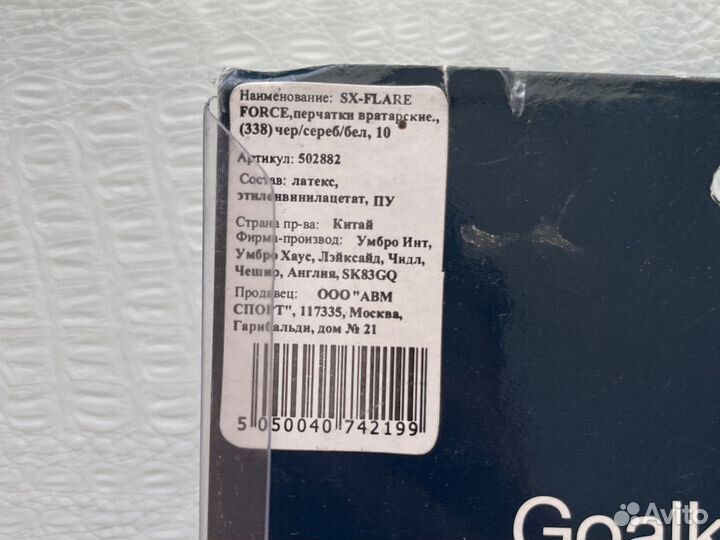 Наименование: SX-FLARE
FORCE,перчатки вратарские.,
(338) чер/сереб/бел, 10
Артикул: 502882
Состав: латекс,
этиленвинилацетат, ПУ
Страна пр-ва: Китай
Фирма-производ: Умбро Инт,
Умбро Хаус, Лэйксайд, Чидл,
Чешир, Англия, SK83GQ
Продавец: ООО "АВМ
СПОРТ", 117335, Москва,
Гарибальди, дом № 21
5 050040 742199
Goalk
Avito